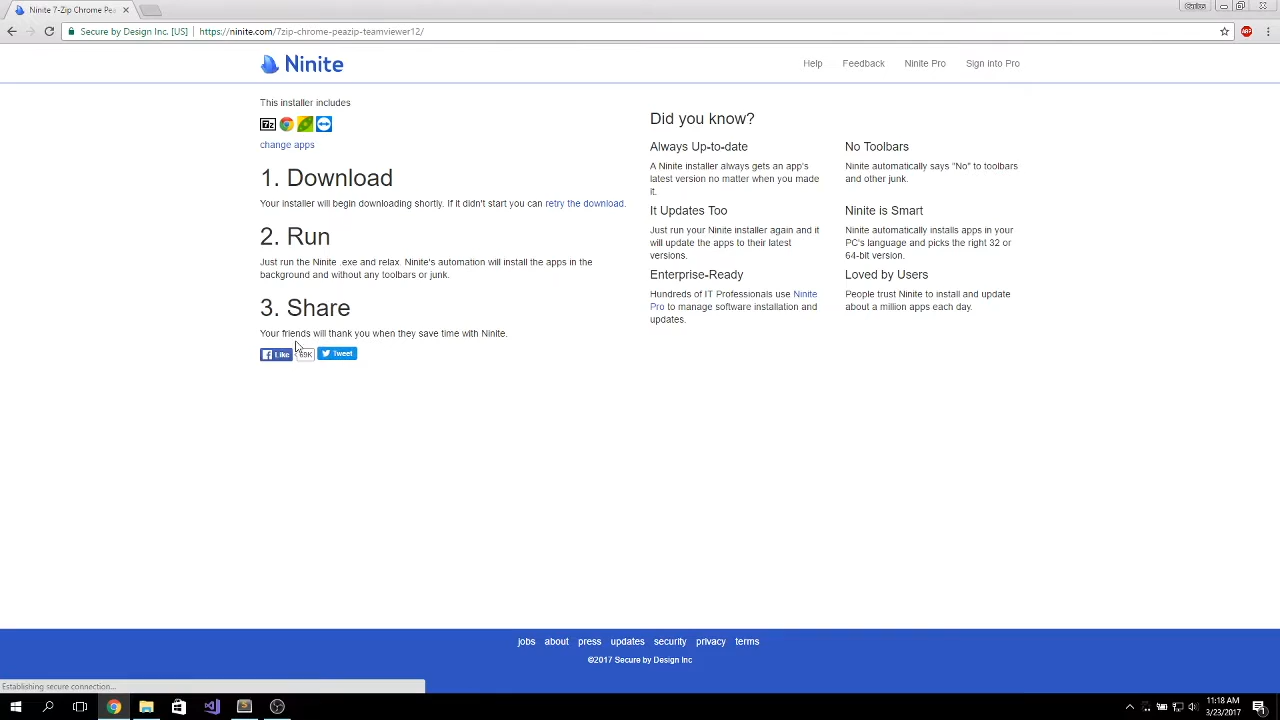 Ninite 7-Zip Chrome Pea
Secure by Design Inc. [US] https://ninite.com/7zip-chrome-peazip-teamviewer12/
ABP
Ninite
Help Feedback Ninite Pro Sign into Pro
This installer includes
7z
change apps
1. Download
Your installer will begin downloading shortly. If it didn't start you can retry the download.
2. Run
Just run the Ninite .exe and relax. Ninite's automation will install the apps in the
background and without any toolbars or junk.
3. Share
Your friends will thank you when they save time with Ninite.
Like 69K Tweet
Did you know?
Always Up-to-date
A Ninite installer always gets an app's
latest version no matter when you made
it.
No Toolbars
Ninite automatically says "No" to toolbars
and other junk.
It Updates Too
Just run your Ninite installer again and it
will update the apps to their latest
versions.
Ninite is Smart
Ninite automatically installs apps in your
PC's language and picks the right 32 or
64-bit version.
Enterprise-Ready
Hundreds of IT Professionals use Ninite
Pro to manage software installation and
updates.
Loved by Users
People trust Ninite to install and update
about a million apps each day.
jobs about press updates security privacy terms
©2017 Secure by Design Inc
Establishing secure connection...
11:18 AM
3/23/2017